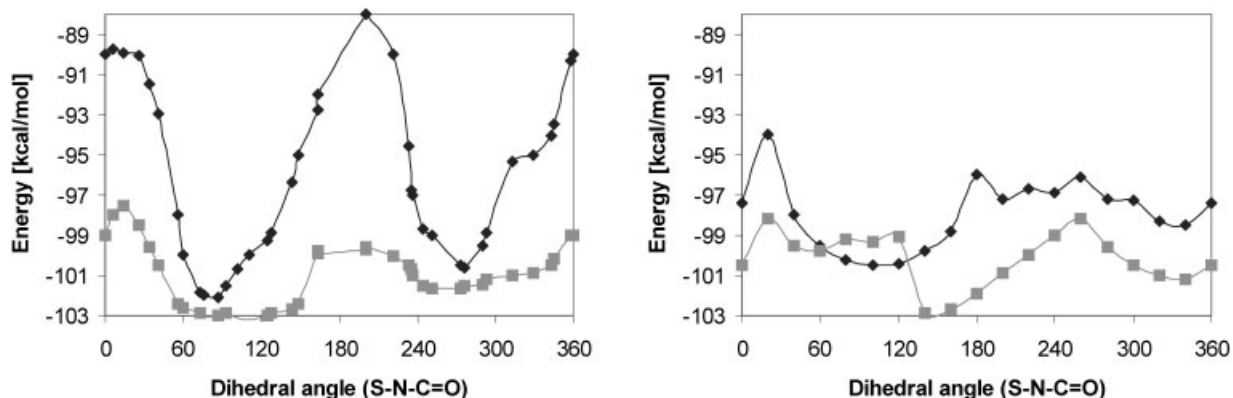 -89
-91
-93
-95
-97
-99
-101
-103
Energy [kcal/mol]
0 60 120 180 240 300 360
Dihedral angle (S-N-C=O)
-89
-91
-93
-95
-97
-99
-101
-103
Energy [kcal/mol]
0 60 120 180 240 300 360
Dihedral angle (S-N-C=O)